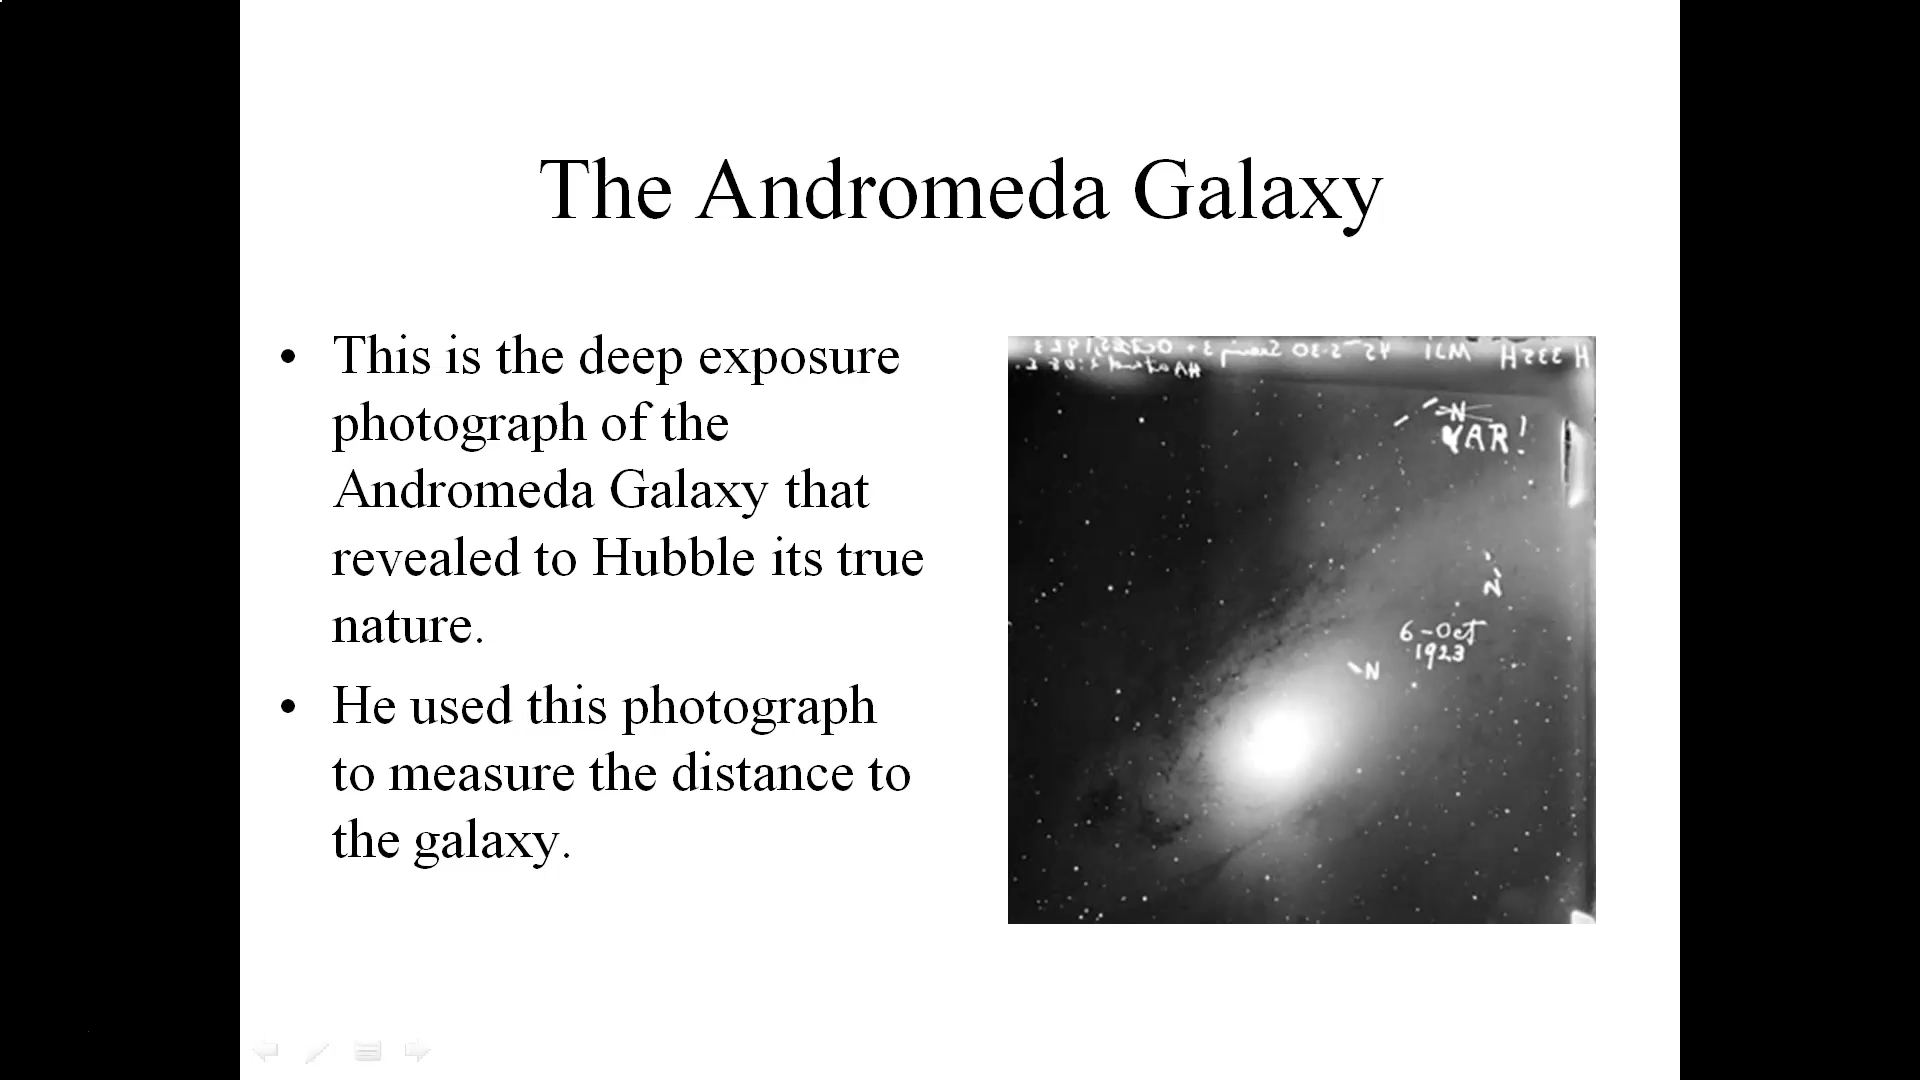 The Andromeda Galaxy
• This is the deep exposure
photograph of the
Andromeda Galaxy that
revealed to Hubble its true
nature.
• He used this photograph
to measure the distance to
the galaxy.
H 335H
N
VAR!
N
6-Oct
1923
N